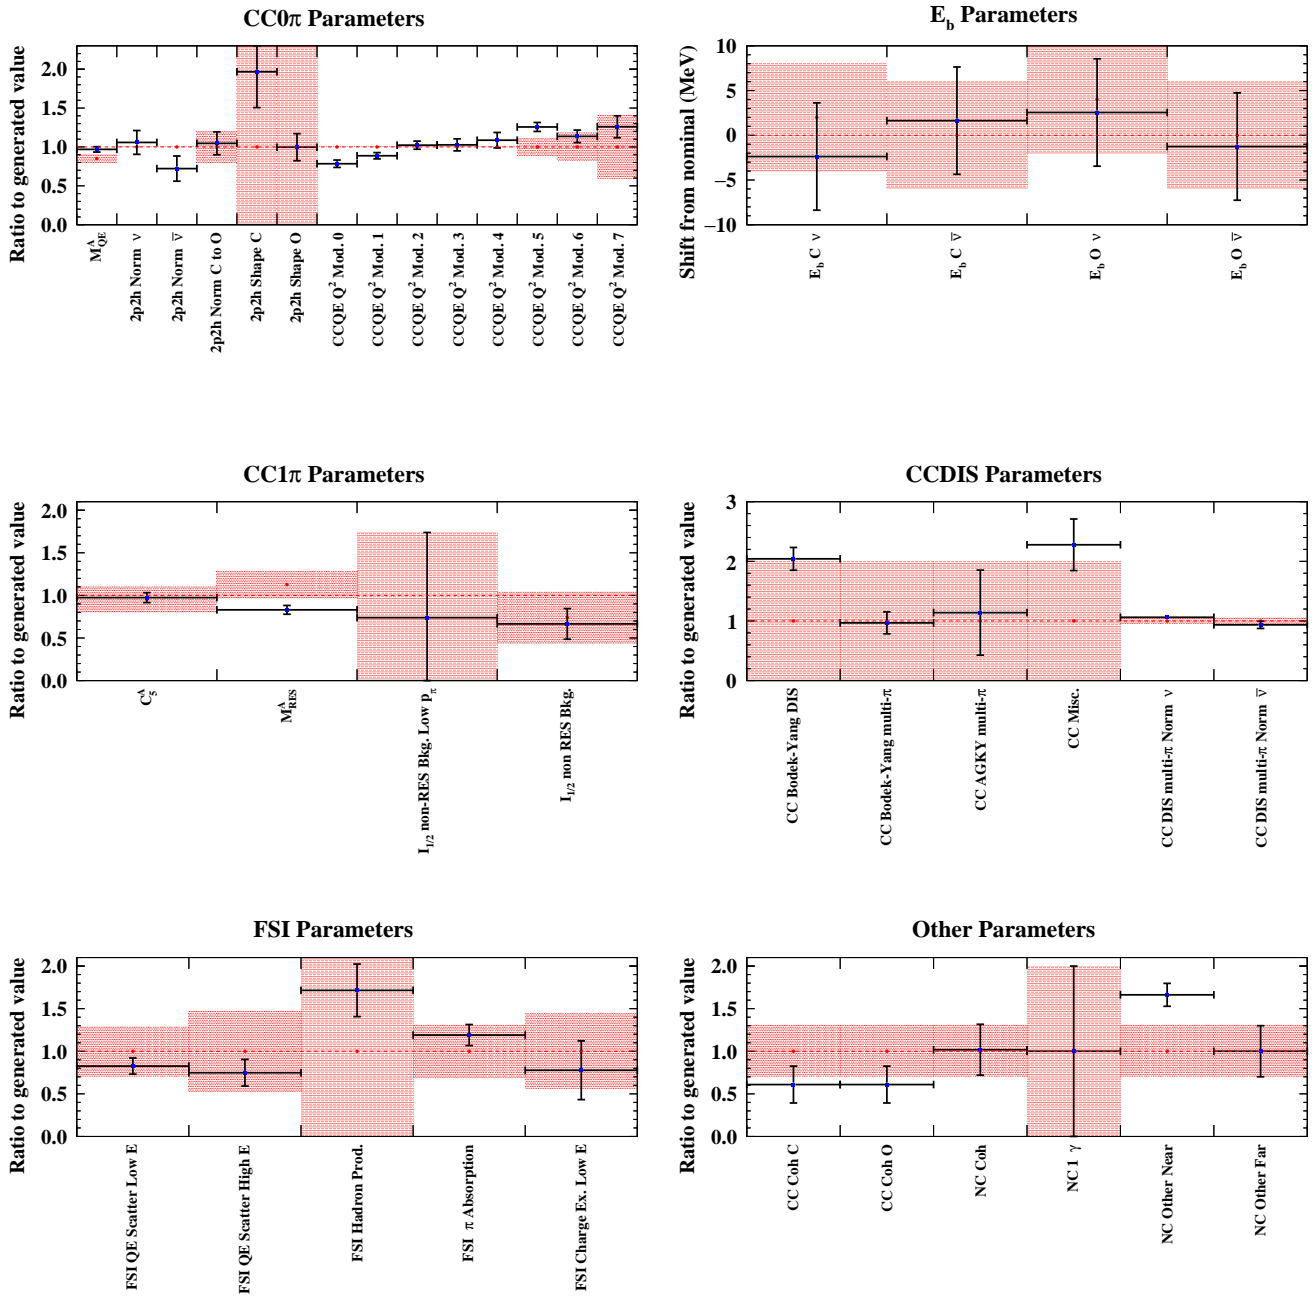 CC0π Parameters
Ratio to generated value
2.0
1.5
1.0
0.5
0.0
M^A_QE
2p2h Norm ν
2p2h Norm ν̅
2p2h Norm C to O
2p2h Shape C
2p2h Shape O
CCQE Q² Mod. 0
CCQE Q² Mod. 1
CCQE Q² Mod. 2
CCQE Q² Mod. 3
CCQE Q² Mod. 4
CCQE Q² Mod. 5
CCQE Q² Mod. 6
CCQE Q² Mod. 7
E_b Parameters
Shift from nominal (MeV)
10
5
0
−5
−10
E_b C ν
E_b C ν̅
E_b O ν
E_b O ν̅
CC1π Parameters
Ratio to generated value
2.0
1.5
1.0
0.5
0.0
C^A_5
M^A_RES
I_1/2 non-RES Bkg. Low p_π
I_1/2 non RES Bkg.
CCDIS Parameters
Ratio to generated value
3
2
1
0
CC Bodek-Yang DIS
CC Bodek-Yang multi-π
CC AGKY multi-π
CC Misc.
CC DIS multi-π Norm ν
CC DIS multi-π Norm ν̅
FSI Parameters
Ratio to generated value
2.0
1.5
1.0
0.5
0.0
FSI QE Scatter Low E
FSI QE Scatter High E
FSI Hadron Prod.
FSI π Absorption
FSI Charge Ex. Low E
Other Parameters
Ratio to generated value
2.0
1.5
1.0
0.5
0.0
CC Coh C
CC Coh O
NC Coh
NC 1 γ
NC Other Near
NC Other Far